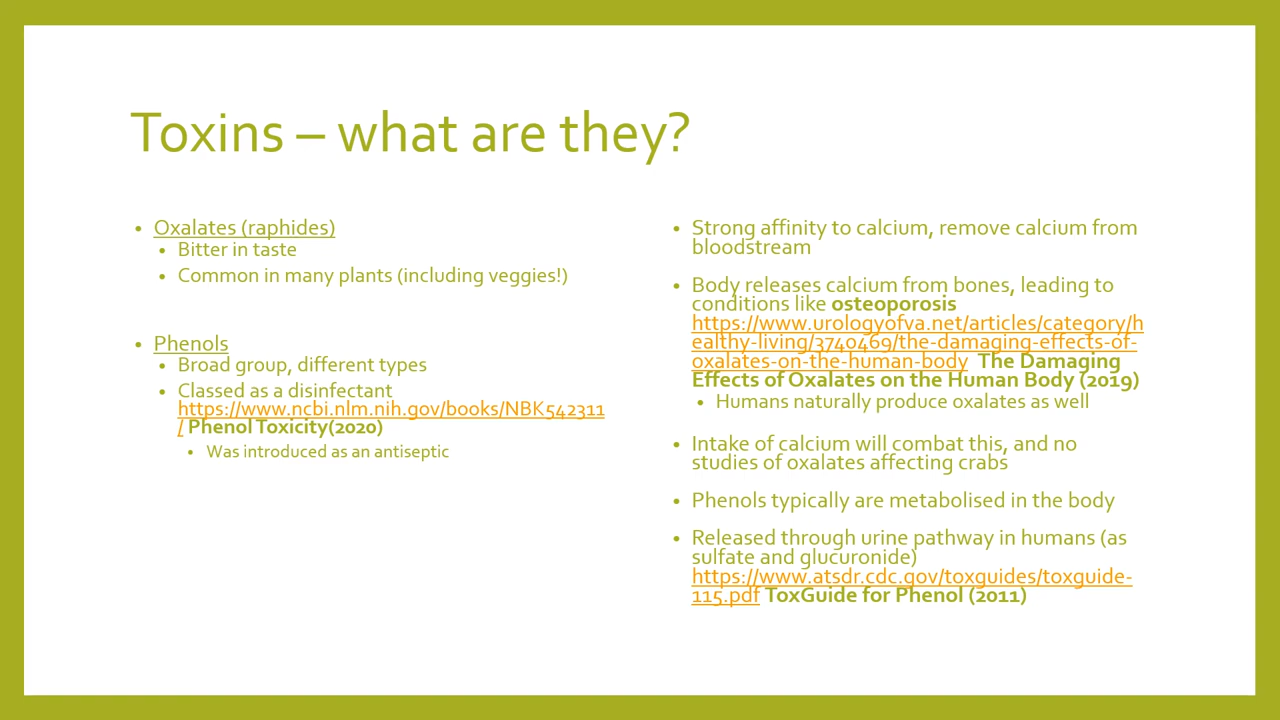 Toxins – what are they?
• Oxalates (raphides)
• Bitter in taste
• Common in many plants (including veggies!)
• Phenols
• Broad group, different types
• Classed as a disinfectant
https://www.ncbi.nlm.nih.gov/books/NBK542311
/ Phenol Toxicity(2020)
• Was introduced as an antiseptic
• Strong affinity to calcium, remove calcium from
bloodstream
• Body releases calcium from bones, leading to
conditions like osteoporosis
https://www.urologyofva.net/articles/category/h
ealthy-living/3740469/the-damaging-effects-of-
oxalates-on-the-human-body The Damaging
Effects of Oxalates on the Human Body (2019)
• Humans naturally produce oxalates as well
• Intake of calcium will combat this, and no
studies of oxalates affecting crabs
• Phenols typically are metabolised in the body
• Released through urine pathway in humans (as
sulfate and glucuronide)
https://www.atsdr.cdc.gov/toxguides/toxguide-
115.pdf ToxGuide for Phenol (2011)